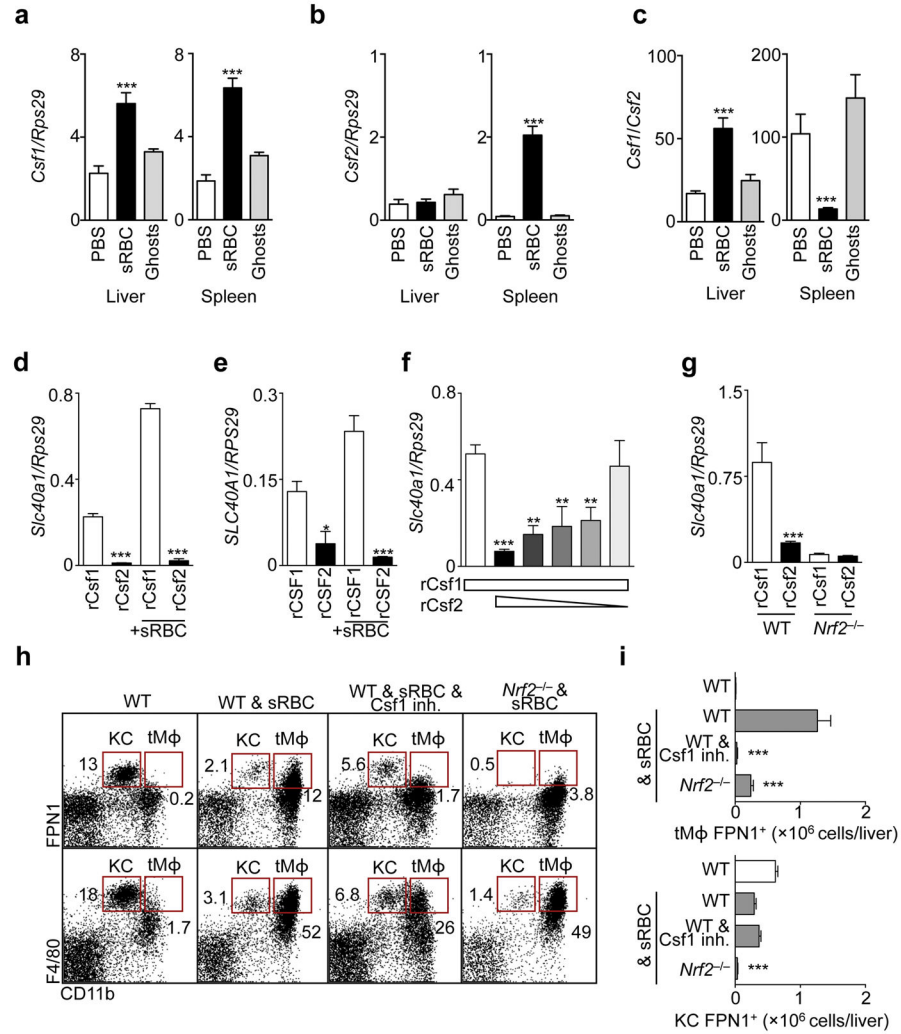 a
b
c
8
4
0
Csf1/Rps29
***
PBS
sRBC
Ghosts
Liver
8
4
0
***
PBS
sRBC
Ghosts
Spleen
1
2
0
Csf2/Rps29
PBS
sRBC
Ghosts
Liver
1
2
0
***
PBS
sRBC
Ghosts
Spleen
100
50
0
Csf1/Csf2
***
PBS
sRBC
Ghosts
Liver
200
100
0
***
PBS
sRBC
Ghosts
Spleen
d
e
f
g
0.8
0.4
0
Slc40a1/Rps29
***
***
rCsf1
rCsf2
rCsf1
rCsf2
+sRBC
0.3
0.15
0
SLC40A1/RPS29
*
***
rCSF1
rCSF2
rCSF1
rCSF2
+sRBC
0.8
0.4
0
Slc40a1/Rps29
***
**
**
**
rCsf1
rCsf2
1.5
0.75
0
Slc40a1/Rps29
***
rCsf1
rCsf2
rCsf1
rCsf2
WT
Nrf2–/–
h
WT
WT & sRBC
WT & sRBC &
Csf1 inh.
Nrf2–/– &
sRBC
KC tMϕ
13
0.2
KC tMϕ
2.1
12
KC tMϕ
5.6
1.7
KC tMϕ
0.5
3.8
FPN1
KC tMϕ
18
1.7
KC tMϕ
3.1
52
KC tMϕ
6.8
26
KC tMϕ
1.4
49
F4/80
CD11b
i
WT
WT
WT &
Csf1 inh.
***
Nrf2–/–
***
& sRBC
0
1
2
tMϕ FPN1+ (×10⁶ cells/liver)
WT
WT
WT &
Csf1 inh.
Nrf2–/–
***
& sRBC
0
1
2
KC FPN1+ (×10⁶ cells/liver)